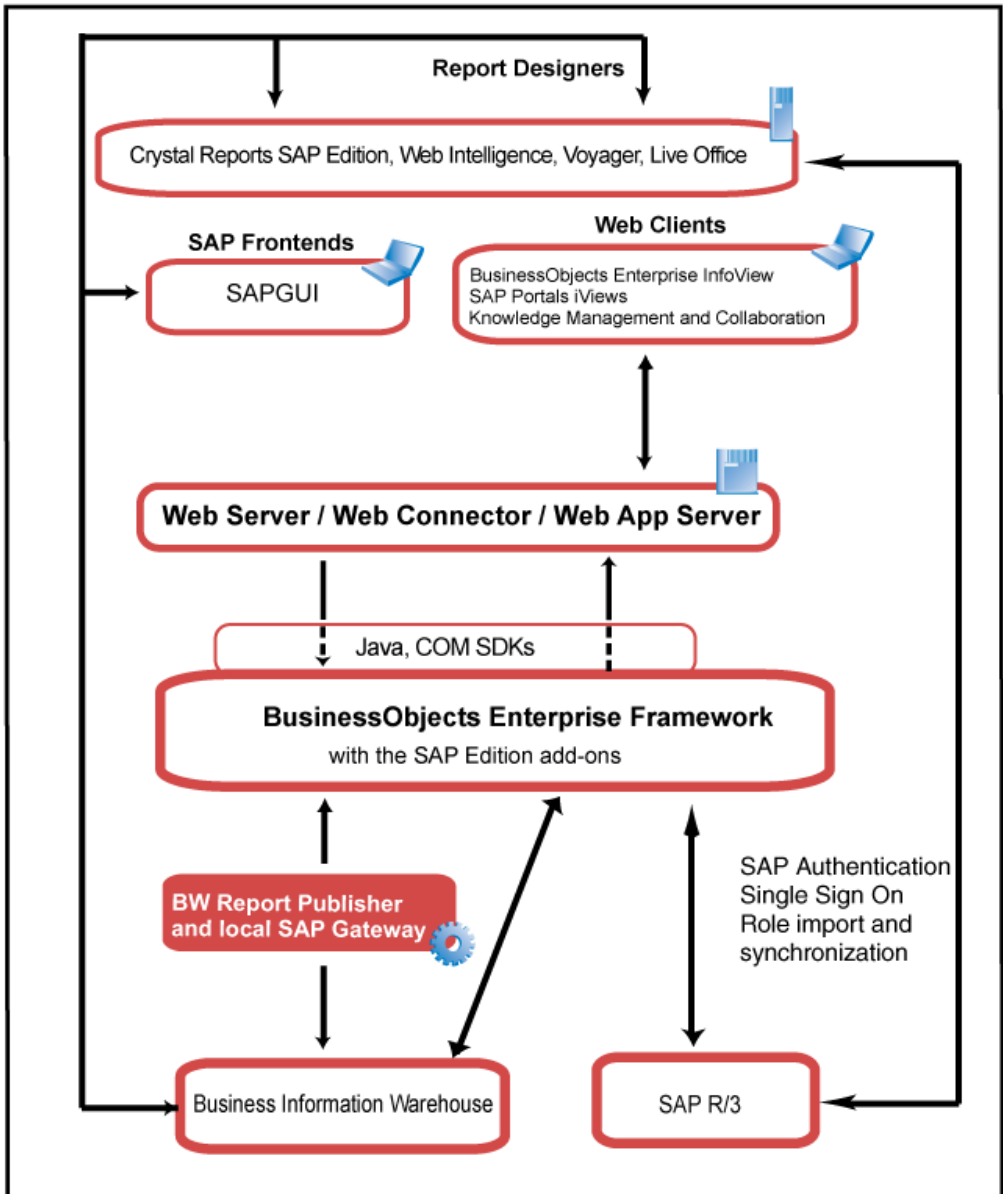 Report Designers
Crystal Reports SAP Edition, Web Intelligence, Voyager, Live Office
SAP Frontends
SAPGUI
Web Clients
BusinessObjects Enterprise InfoView
SAP Portals iViews
Knowledge Management and Collaboration
Web Server / Web Connector / Web App Server
Java, COM SDKs
BusinessObjects Enterprise Framework
with the SAP Edition add-ons
BW Report Publisher
and local SAP Gateway
SAP Authentication
Single Sign On
Role import and
synchronization
Business Information Warehouse
SAP R/3